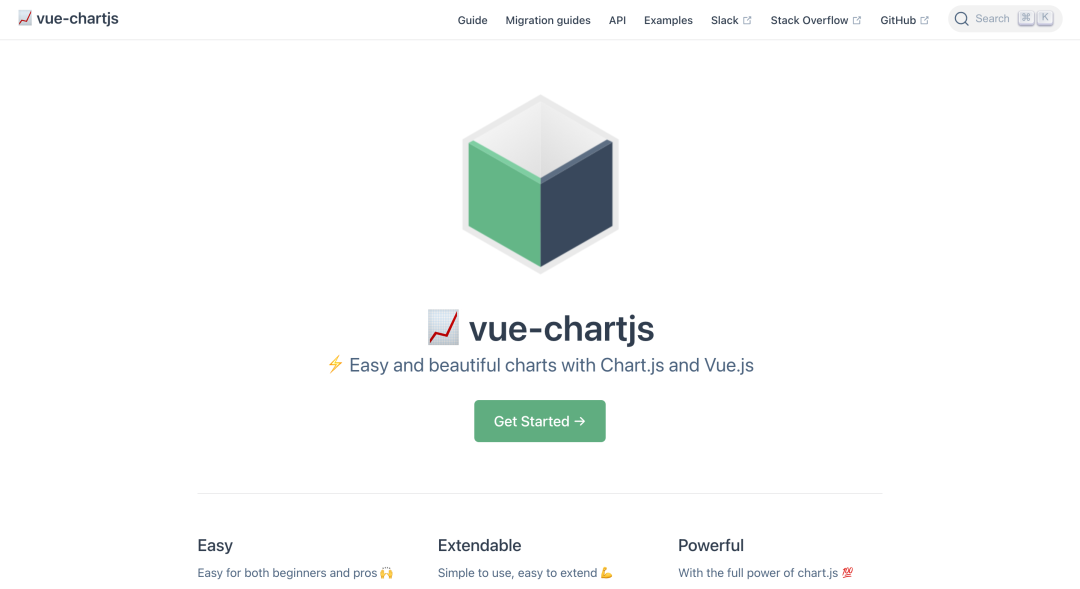 📈 vue-chartjs Guide Migration guides API Examples Slack Stack Overflow GitHub Search ⌘ K
📈 vue-chartjs
⚡ Easy and beautiful charts with Chart.js and Vue.js
Get Started →
Easy Extendable Powerful
Easy for both beginners and pros 🙌 Simple to use, easy to extend 💪 With the full power of chart.js 💯